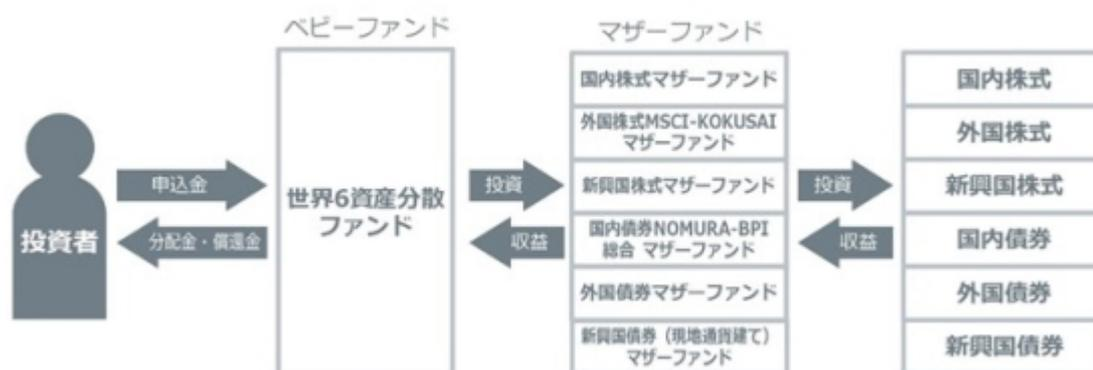 ベビーファンド
マザーファンド
投資者
申込金
分配金・償還金
世界6資産分散
ファンド
投資
収益
国内株式マザーファンド
外国株式MSCI-KOKUSAI
マザーファンド
新興国株式マザーファンド
国内債券NOMURA-BPI
総合 マザーファンド
外国債券マザーファンド
新興国債券（現地通貨建て）
マザーファンド
投資
収益
国内株式
外国株式
新興国株式
国内債券
外国債券
新興国債券